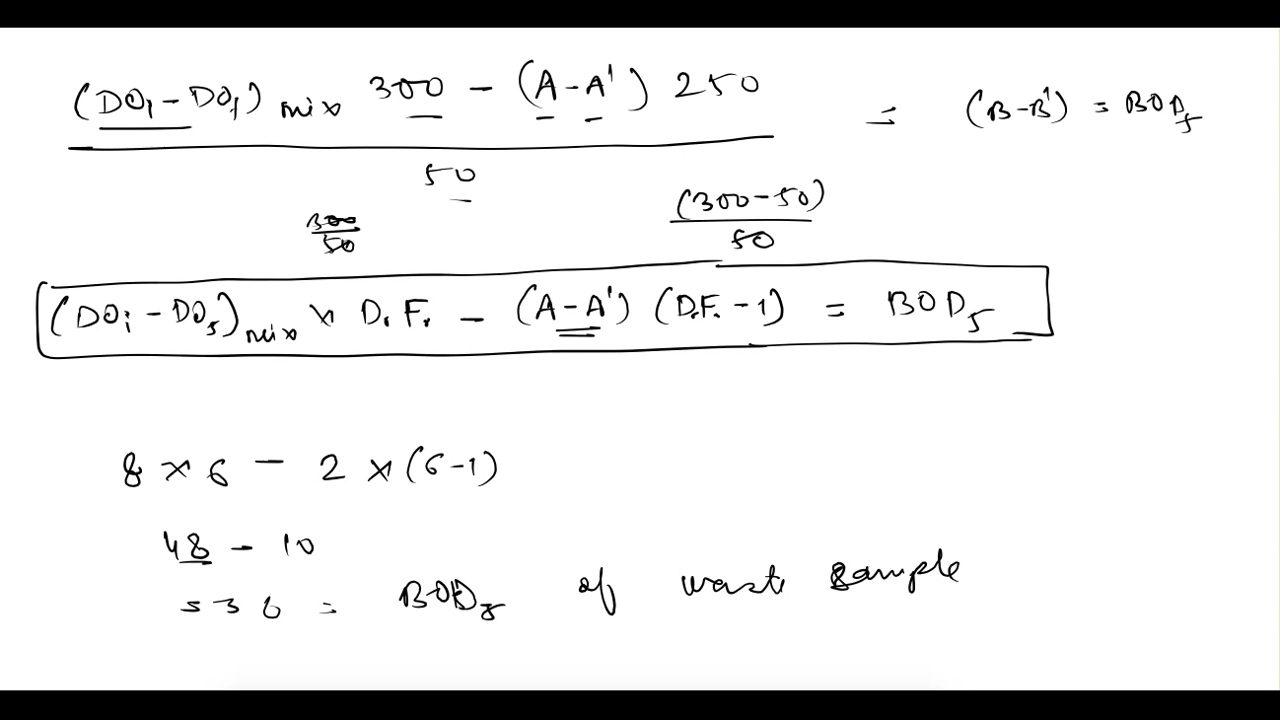 (DO₁ - DO₁) mix 300 - (A - A') 250 = (B - B') = BOD₅
50
300/50 (300-50)/50
(DOᵢ - DO₅)mix × D.F. - (A - A') (D.F. - 1) = BOD₅
8 × 6 - 2 × (6-1)
48 - 10
= 38 = BOD₅ of waste sample